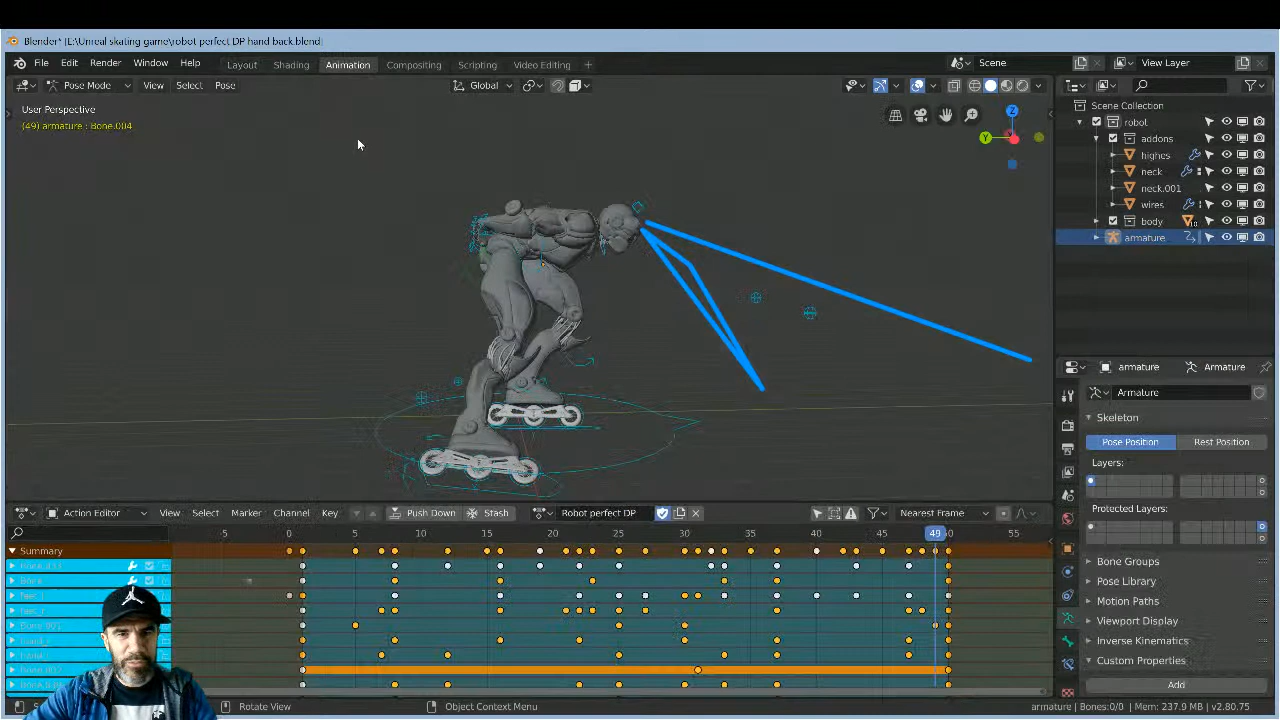 Blender* [E:\Unreal skating game\robot perfect DP hand back.blend]
File Edit Render Window Help Layout Shading Animation Compositing Scripting Video Editing + Scene View Layer
Pose Mode View Select Pose Global
User Perspective
(49) armature : Bone.004
Z
Y
Scene Collection
robot
addons
highes
neck
neck.001
wires
body
armature
armature Armature
Armature
Skeleton
Pose Position Rest Position
Layers:
Protected Layers:
Bone Groups
Pose Library
Motion Paths
Viewport Display
Inverse Kinematics
Custom Properties
Add
Action Editor View Select Marker Channel Key Push Down Stash Robot perfect DP Nearest Frame
-5 0 5 10 15 20 25 30 35 40 45 49 50 55
Summary
Rotate View Object Context Menu armature | Bones:0/0 | Mem: 237.9 MB | v2.80.75